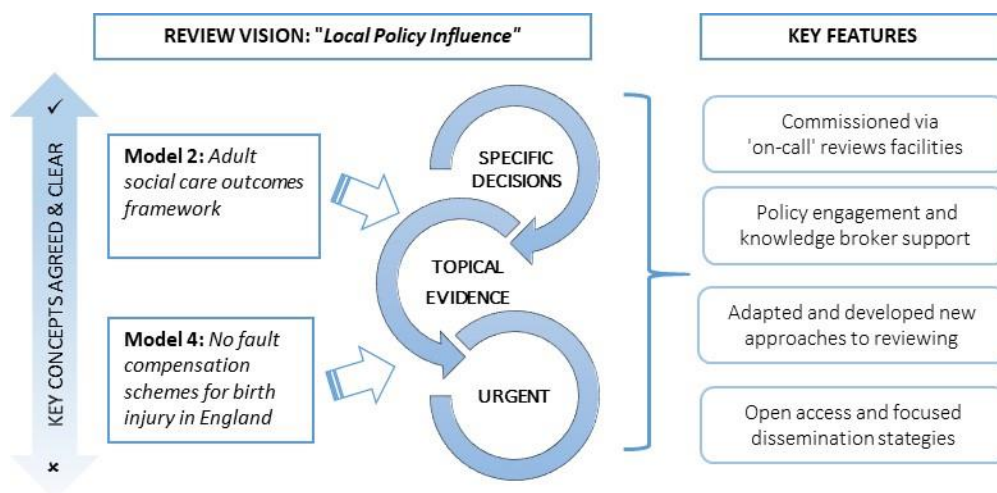 REVIEW VISION: "Local Policy Influence"
KEY FEATURES
KEY CONCEPTS AGREED & CLEAR
✓
×
Model 2: Adult
social care outcomes
framework
Model 4: No fault
compensation
schemes for birth
injury in England
SPECIFIC
DECISIONS
TOPICAL
EVIDENCE
URGENT
Commissioned via
'on-call' reviews facilities
Policy engagement and
knowledge broker support
Adapted and developed new
approaches to reviewing
Open access and focused
dissemination stategies